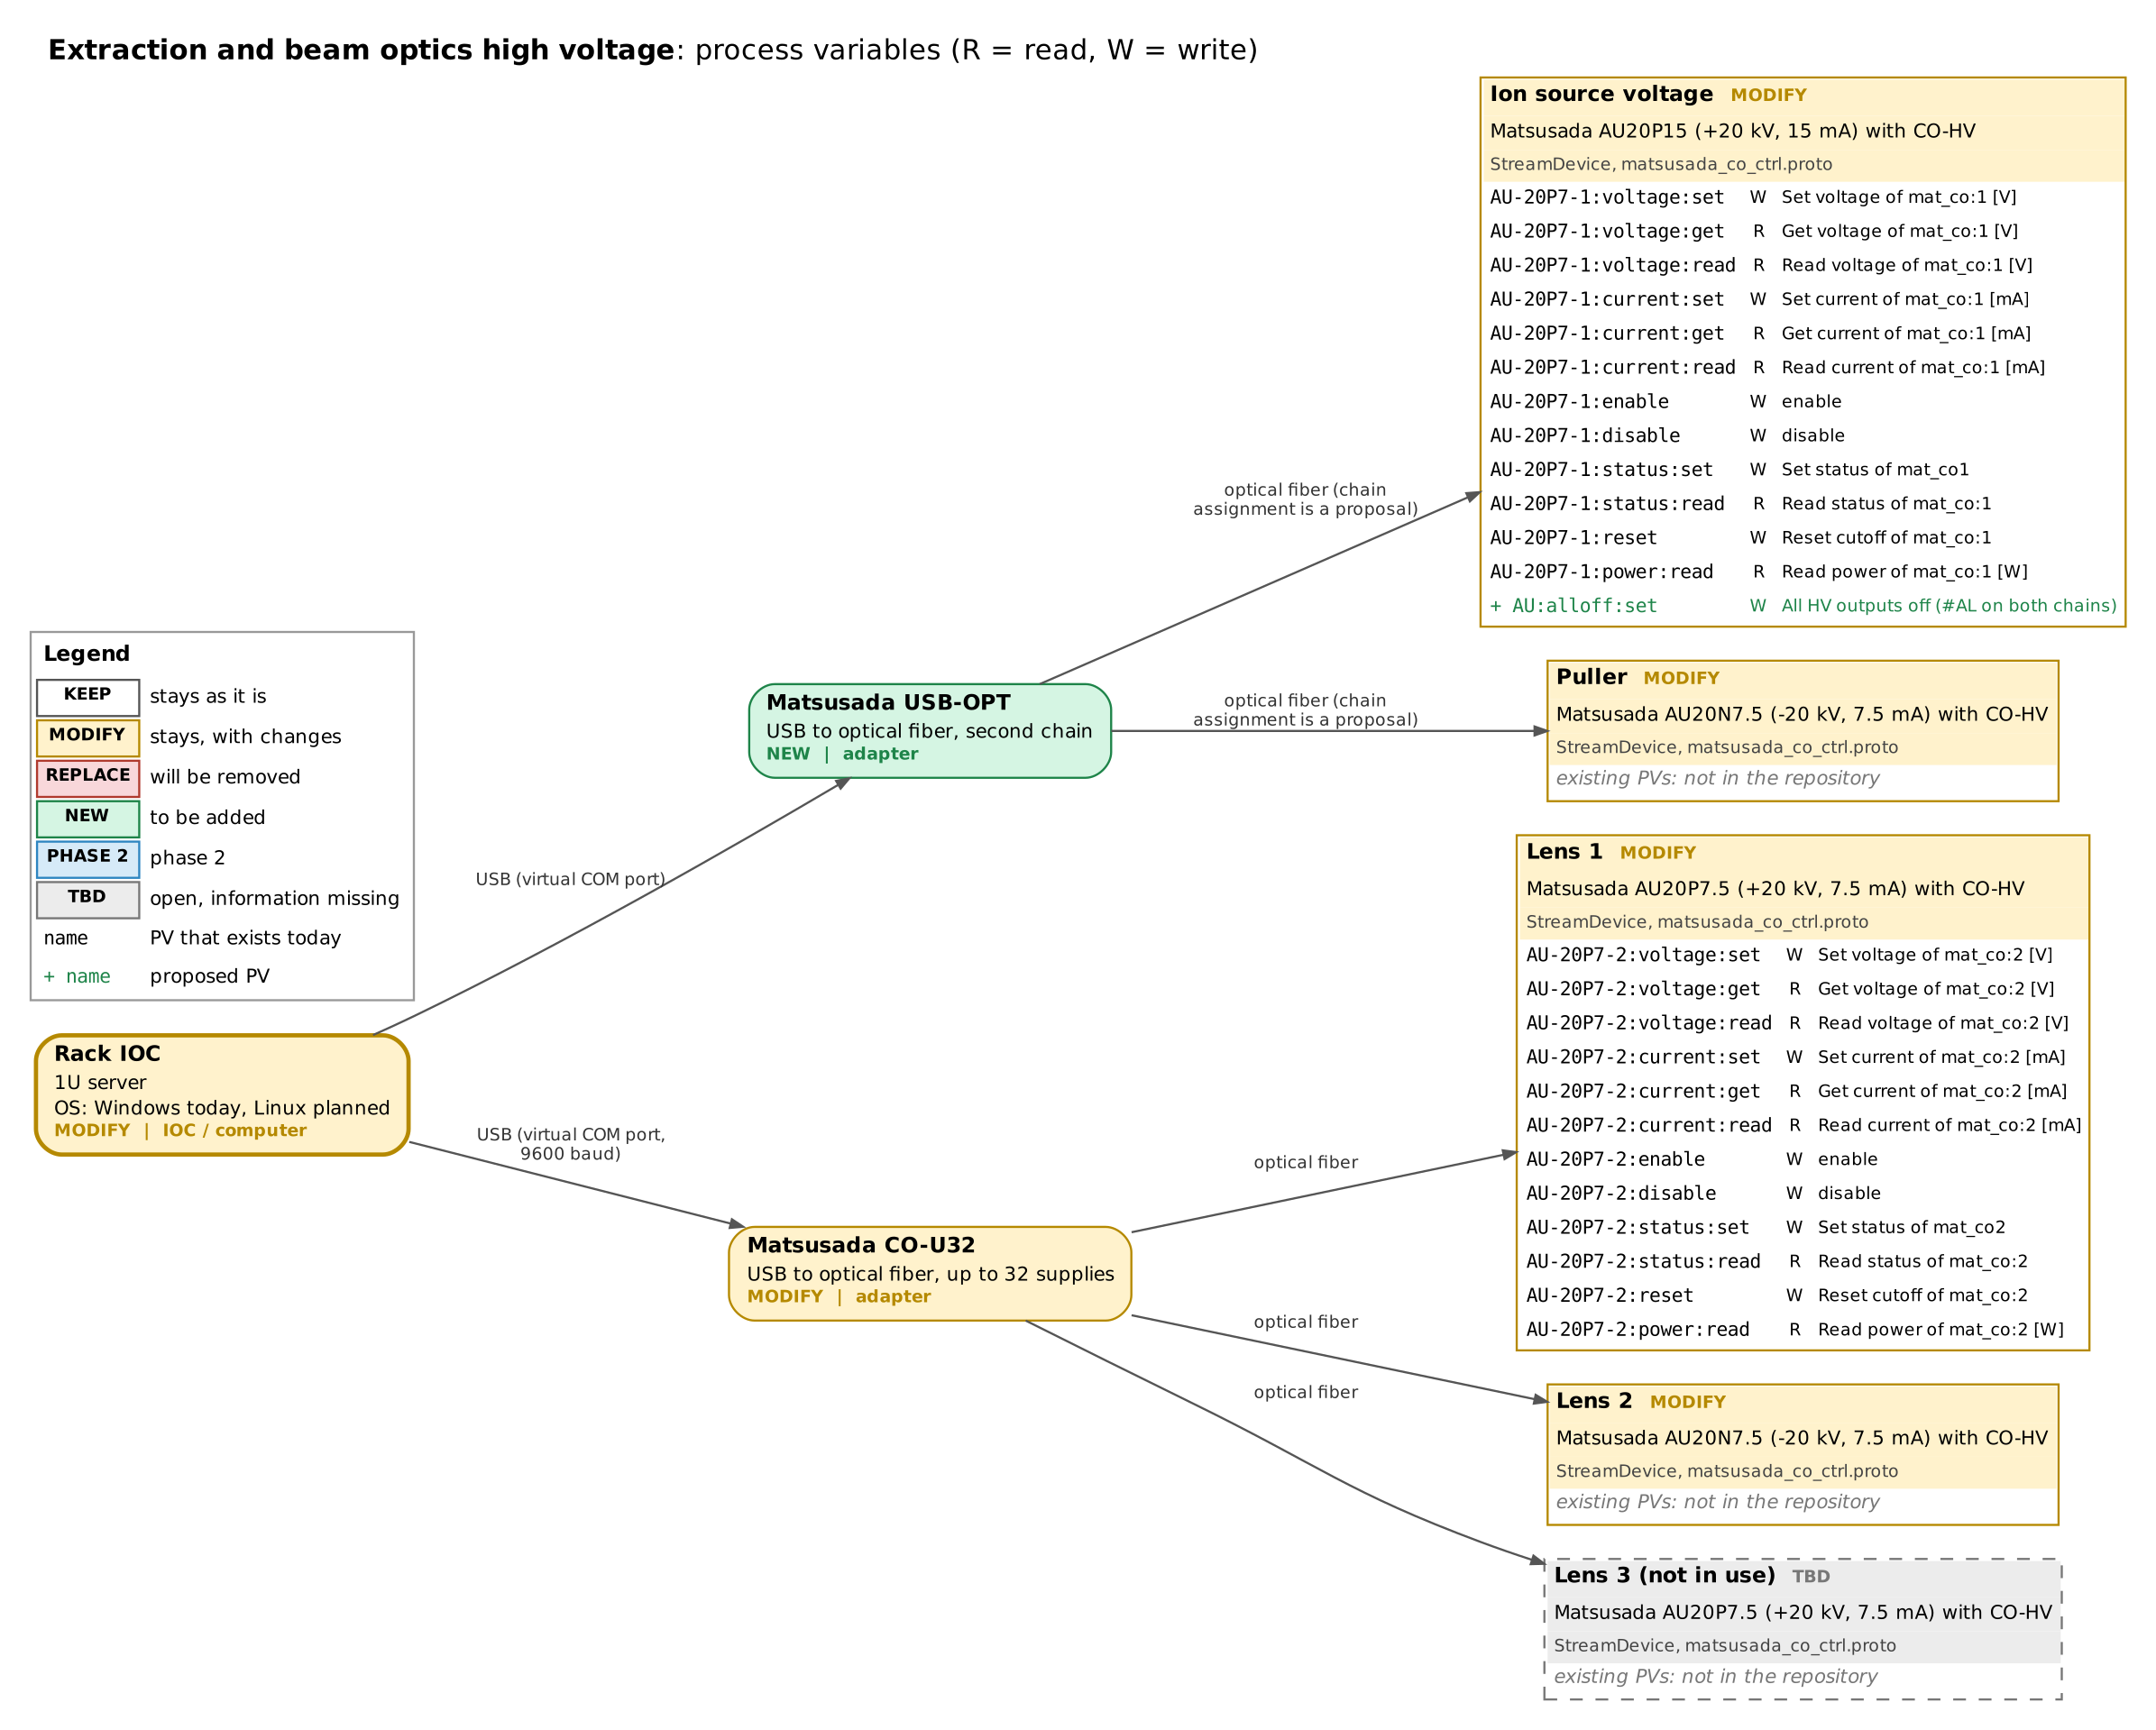 Extraction and beam optics high voltage: process variables (R = read, W = write)
Ion source voltage MODIFY
Matsusada AU20P15 (+20 kV, 15 mA) with CO-HV
StreamDevice, matsusada_co_ctrl.proto
AU-20P7-1:voltage:set W Set voltage of mat_co:1 [V]
AU-20P7-1:voltage:get R Get voltage of mat_co:1 [V]
AU-20P7-1:voltage:read R Read voltage of mat_co:1 [V]
AU-20P7-1:current:set W Set current of mat_co:1 [mA]
AU-20P7-1:current:get R Get current of mat_co:1 [mA]
AU-20P7-1:current:read R Read current of mat_co:1 [mA]
AU-20P7-1:enable W enable
AU-20P7-1:disable W disable
AU-20P7-1:status:set W Set status of mat_co1
AU-20P7-1:status:read R Read status of mat_co:1
AU-20P7-1:reset W Reset cutoff of mat_co:1
AU-20P7-1:power:read R Read power of mat_co:1 [W]
+ AU:alloff:set W All HV outputs off (#AL on both chains)
optical fiber (chain
assignment is a proposal)
Legend
KEEP stays as it is
MODIFY stays, with changes
REPLACE will be removed
NEW to be added
PHASE 2 phase 2
TBD open, information missing
name PV that exists today
+ name proposed PV
Matsusada USB-OPT
USB to optical fiber, second chain
NEW | adapter
optical fiber (chain
assignment is a proposal)
Puller MODIFY
Matsusada AU20N7.5 (-20 kV, 7.5 mA) with CO-HV
StreamDevice, matsusada_co_ctrl.proto
existing PVs: not in the repository
USB (virtual COM port)
Lens 1 MODIFY
Matsusada AU20P7.5 (+20 kV, 7.5 mA) with CO-HV
StreamDevice, matsusada_co_ctrl.proto
AU-20P7-2:voltage:set W Set voltage of mat_co:2 [V]
AU-20P7-2:voltage:get R Get voltage of mat_co:2 [V]
AU-20P7-2:voltage:read R Read voltage of mat_co:2 [V]
AU-20P7-2:current:set W Set current of mat_co:2 [mA]
AU-20P7-2:current:get R Get current of mat_co:2 [mA]
AU-20P7-2:current:read R Read current of mat_co:2 [mA]
AU-20P7-2:enable W enable
AU-20P7-2:disable W disable
AU-20P7-2:status:set W Set status of mat_co2
AU-20P7-2:status:read R Read status of mat_co:2
AU-20P7-2:reset W Reset cutoff of mat_co:2
AU-20P7-2:power:read R Read power of mat_co:2 [W]
Rack IOC
1U server
OS: Windows today, Linux planned
MODIFY | IOC / computer
USB (virtual COM port,
9600 baud)
optical fiber
Matsusada CO-U32
USB to optical fiber, up to 32 supplies
MODIFY | adapter
optical fiber
optical fiber
Lens 2 MODIFY
Matsusada AU20N7.5 (-20 kV, 7.5 mA) with CO-HV
StreamDevice, matsusada_co_ctrl.proto
existing PVs: not in the repository
Lens 3 (not in use) TBD
Matsusada AU20P7.5 (+20 kV, 7.5 mA) with CO-HV
StreamDevice, matsusada_co_ctrl.proto
existing PVs: not in the repository